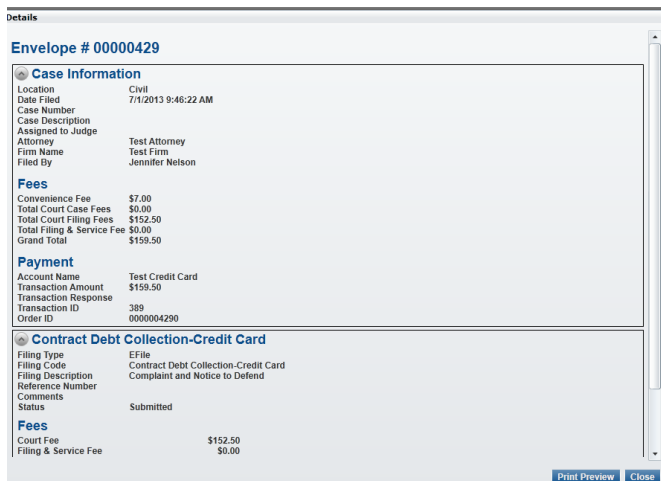 Details
Envelope # 00000429
Case Information
Location Civil
Date Filed 7/1/2013 9:46:22 AM
Case Number
Case Description
Assigned to Judge
Attorney Test Attorney
Firm Name Test Firm
Filed By Jennifer Nelson
Fees
Convenience Fee $7.00
Total Court Case Fees $0.00
Total Court Filing Fees $152.50
Total Filing & Service Fee $0.00
Grand Total $159.50
Payment
Account Name Test Credit Card
Transaction Amount $159.50
Transaction Response
Transaction ID 389
Order ID 0000004290
Contract Debt Collection-Credit Card
Filing Type EFile
Filing Code Contract Debt Collection-Credit Card
Filing Description Complaint and Notice to Defend
Reference Number
Comments
Status Submitted
Fees
Court Fee $152.50
Filing & Service Fee $0.00
Print Preview Close